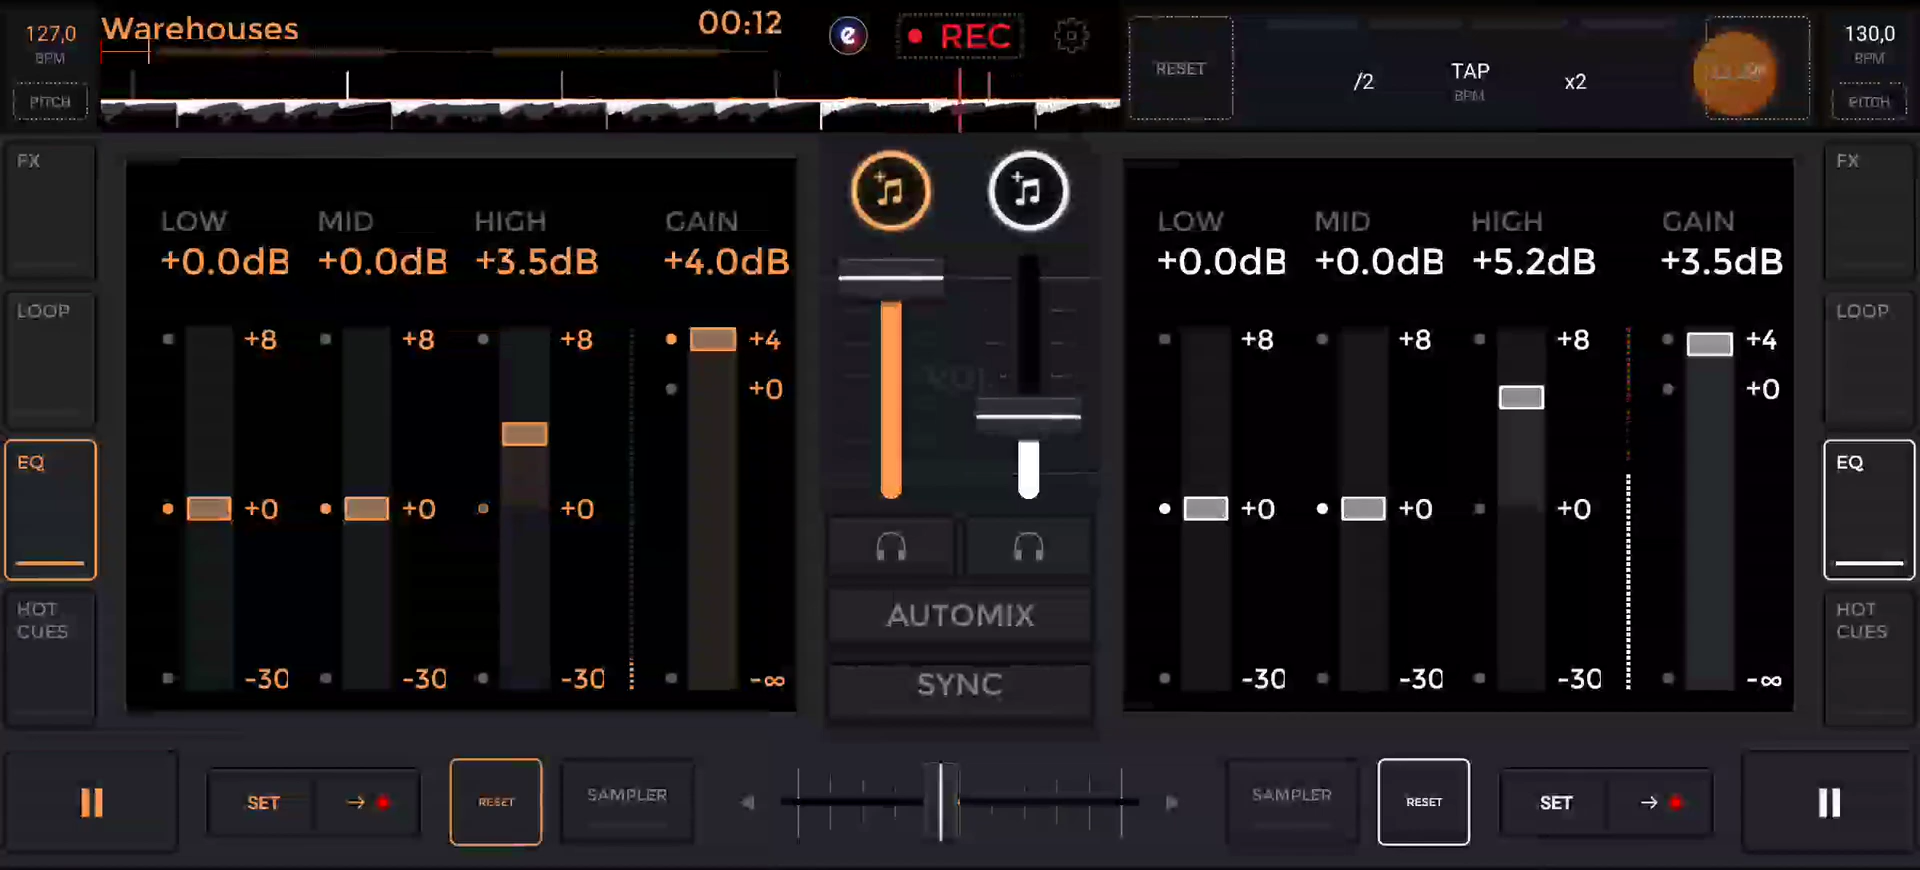 127,0
BPM
PITCH
Warehouses
00:12
e
REC
RESET
/2
TAP
BPM
x2
130,0
BPM
PITCH
FX
LOOP
EQ
HOT
CUES
LOW MID HIGH GAIN
+0.0dB +0.0dB +3.5dB +4.0dB
+8 +8 +8 +4
+0
+0 +0 +0
-30 -30 -30 -∞
AUTOMIX
SYNC
LOW MID HIGH GAIN
+0.0dB +0.0dB +5.2dB +3.5dB
+8 +8 +8 +4
+0
+0 +0 +0
-30 -30 -30 -∞
FX
LOOP
EQ
HOT
CUES
SET RESET SAMPLER SAMPLER RESET SET